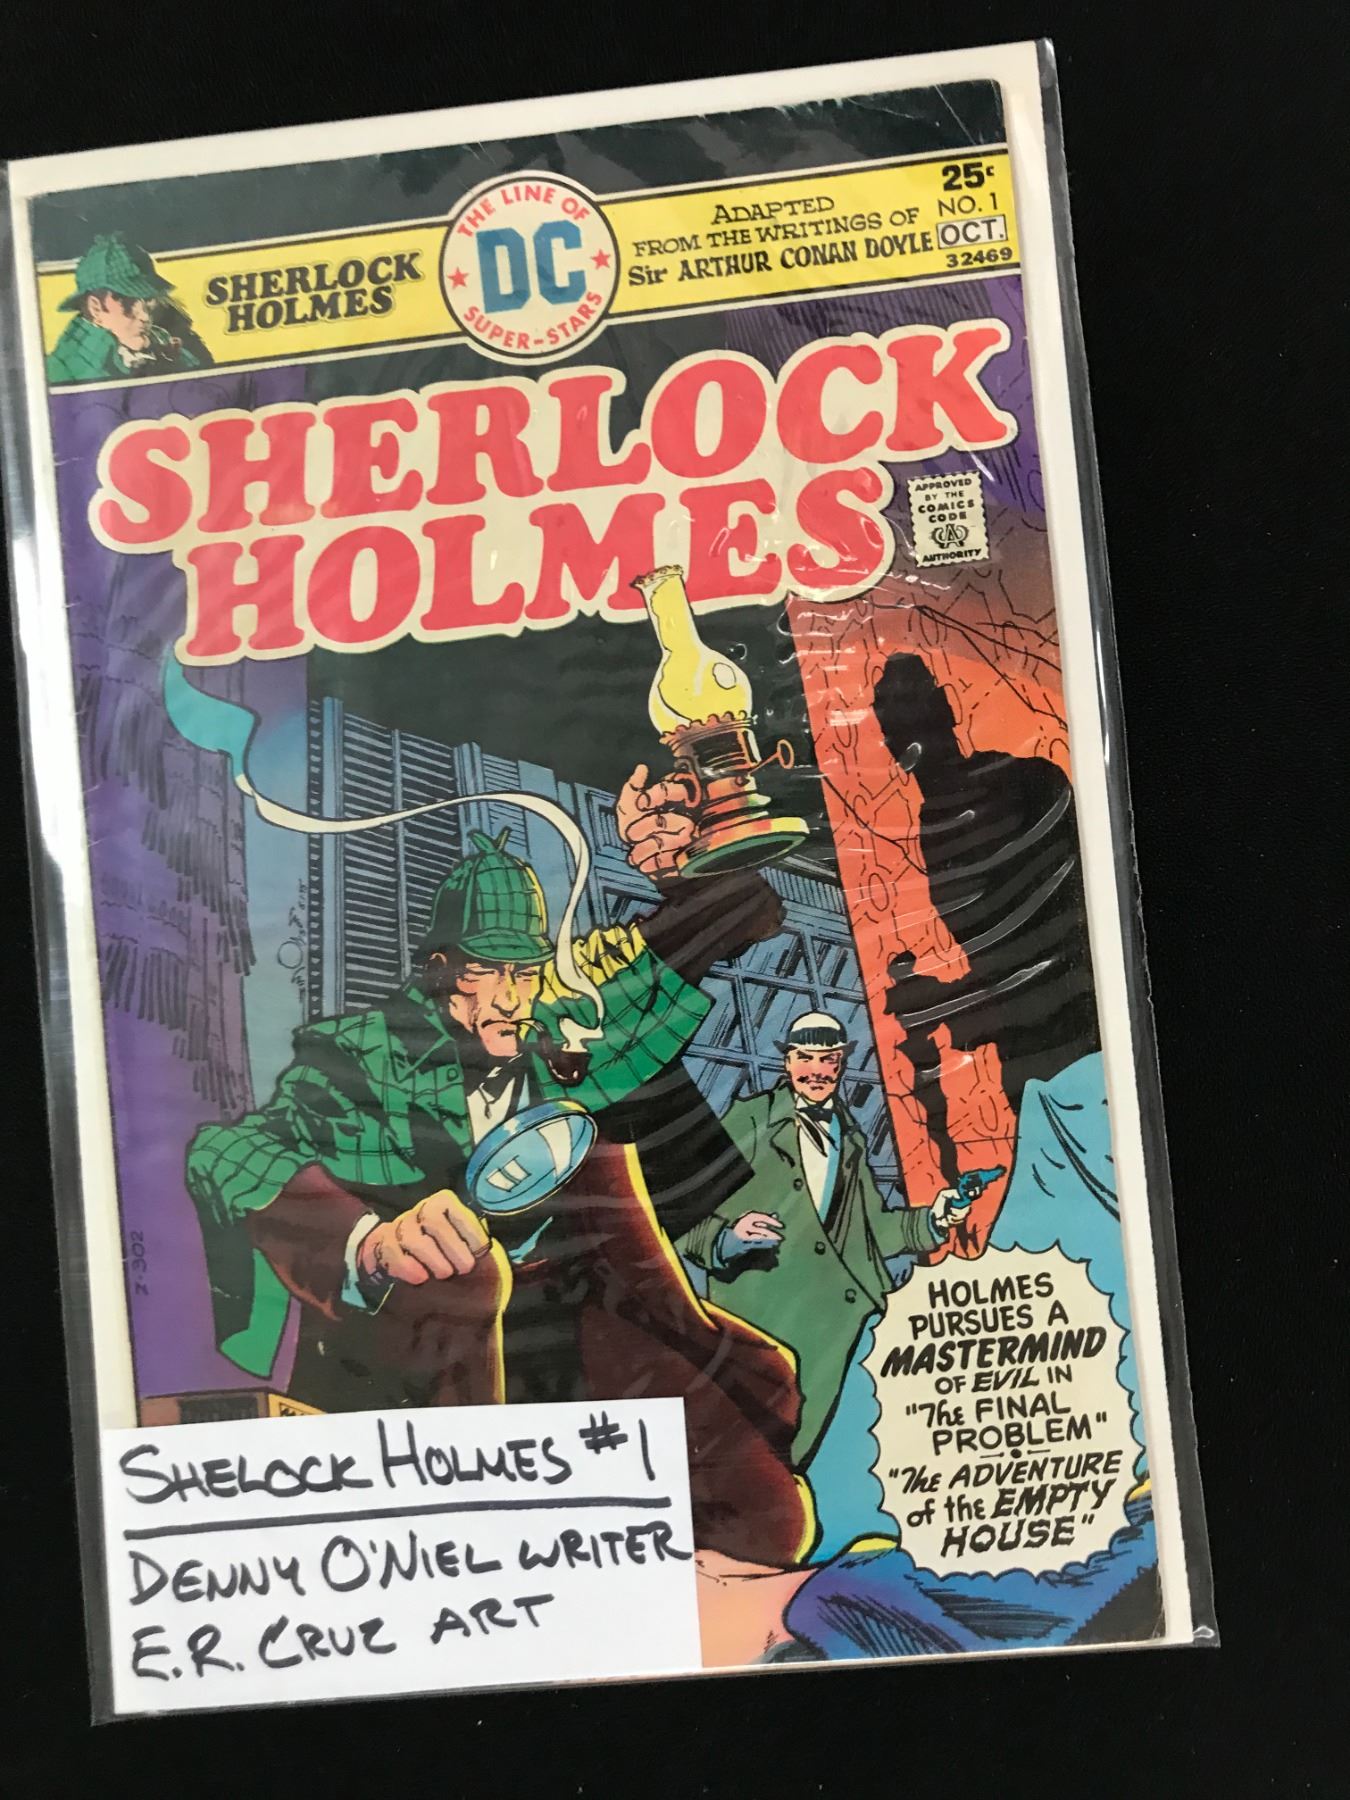 SHERLOCK
HOLMES
THE LINE OF
DC
SUPER-STARS
ADAPTED
FROM THE WRITINGS OF
Sir ARTHUR CONAN DOYLE
25¢
NO. 1
OCT.
32469
SHERLOCK
HOLMES
APPROVED
BY THE
COMICS
CODE
CA
AUTHORITY
Z-302
HOLMES
PURSUES A
MASTERMIND
OF EVIL IN
"The FINAL
PROBLEM"
"The ADVENTURE
of the EMPTY
HOUSE"
SHELOCK HOLMES #1
DENNY O'NIEL WRITER
E.R. CRUZ ART